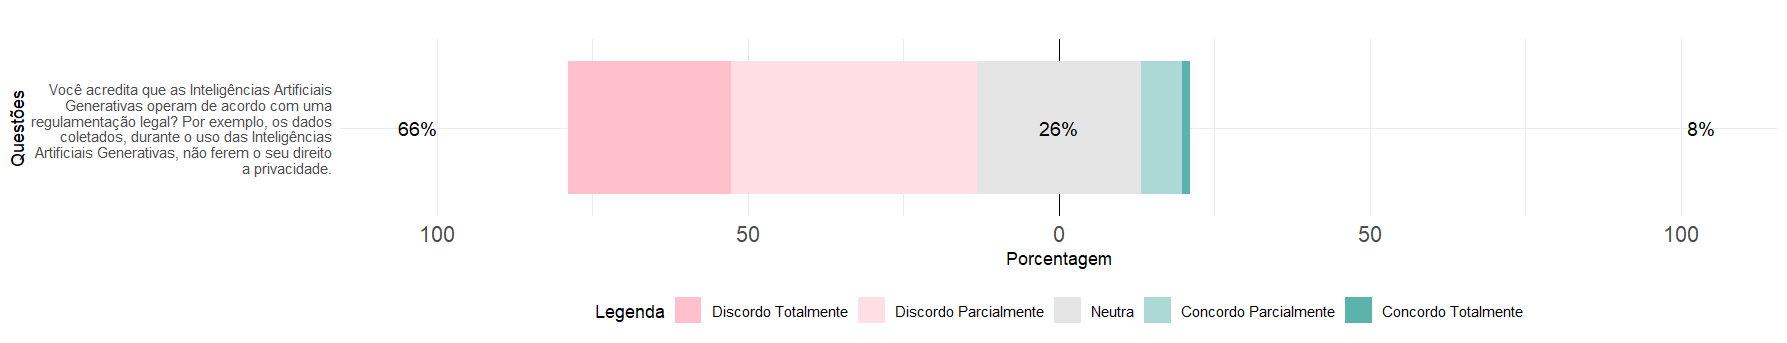 Questões
Você acredita que as Inteligências Artificiais
Generativas operam de acordo com uma
regulamentação legal? Por exemplo, os dados
coletados, durante o uso das Inteligências
Artificiais Generativas, não ferem o seu direito
a privacidade.
66%
26%
8%
100
50
0
50
100
Porcentagem
Legenda
Discordo Totalmente
Discordo Parcialmente
Neutra
Concordo Parcialmente
Concordo Totalmente